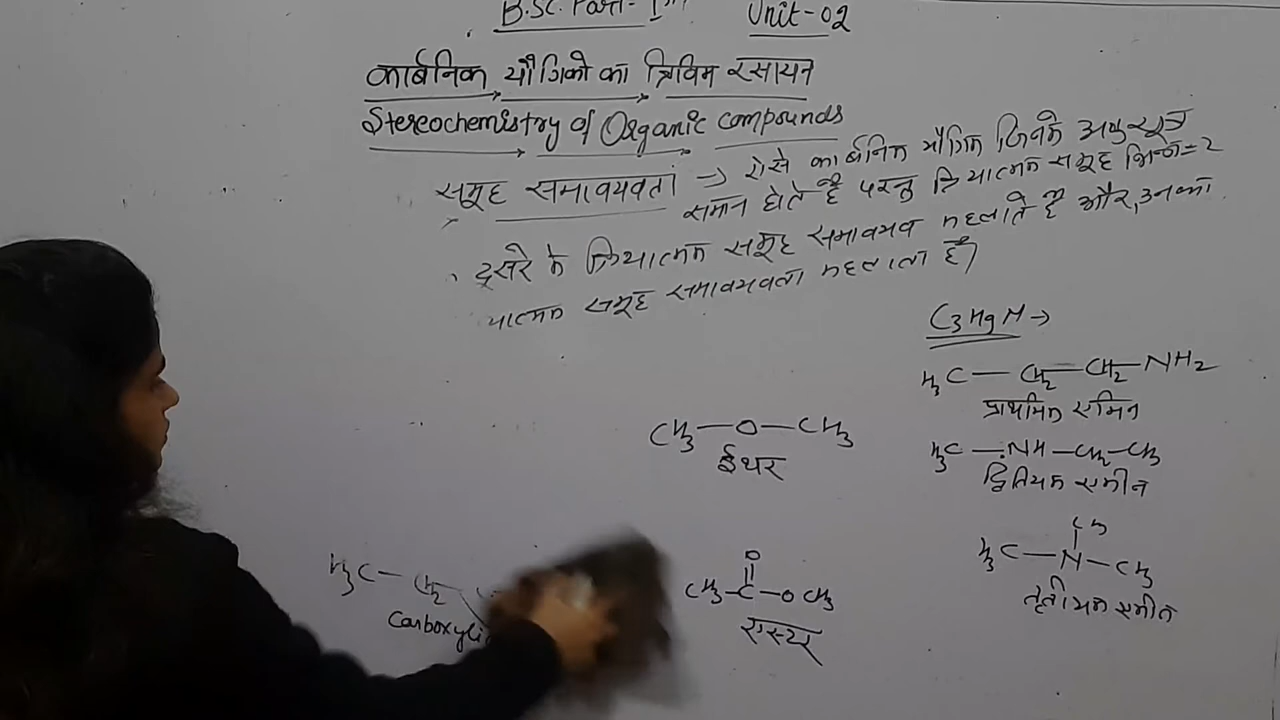 B.Sc. Part-I Unit-02
कार्बनिक यौगिको का त्रिविम रसायन
Stereochemistry of Organic compounds
समूह समावयवता → ऐसे कार्बनिक यौगिक जिनके अणुसूत्र
समान होते है परन्तु क्रियात्मक समूह भिन्न=2
दूसरे के क्रियात्मक समूह समावयव कहलाते है और, उनका
यात्मक समूह समावयवता कहलाता है।
C3H9N →
H3C — CH2 — CH2 — NH2
प्राथमिक एमिन
CH3 — O — CH3
ईथर
H3C — NH — CH2 — CH3
द्वितियक एमीन
H3C — N — CH3
तृतीयक एमीन
H3C — CH2
Carboxyli
O
CH3 — C — O CH3
एस्टर